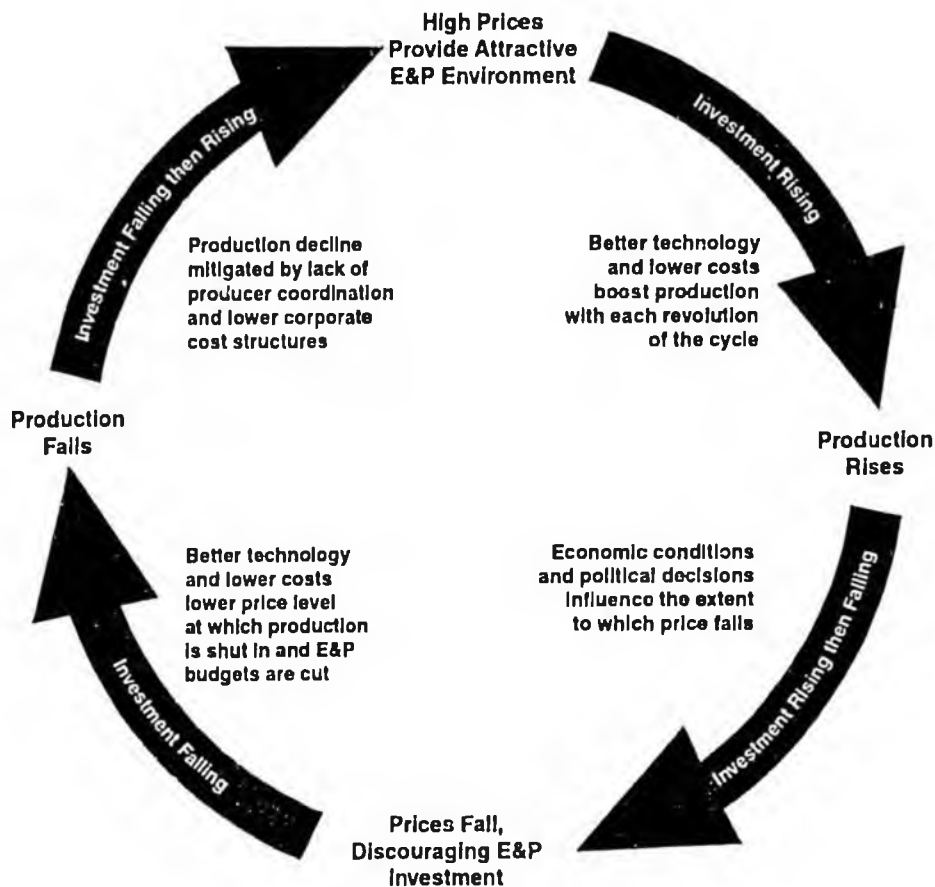 High Prices
Provide Attractive
E&P Environment
Investment Rising
Better technology
and lower costs
boost production
with each revolution
of the cycle
Production
Rises
Investment Rising then Falling
Economic conditions
and political decisions
influence the extent
to which price falls
Prices Fall,
Discouraging E&P
Investment
Investment Falling
Better technology
and lower costs
lower price level
at which production
is shut in and E&P
budgets are cut
Production
Falls
Investment Falling then Rising
Production decline
mitigated by lack of
producer coordination
and lower corporate
cost structures